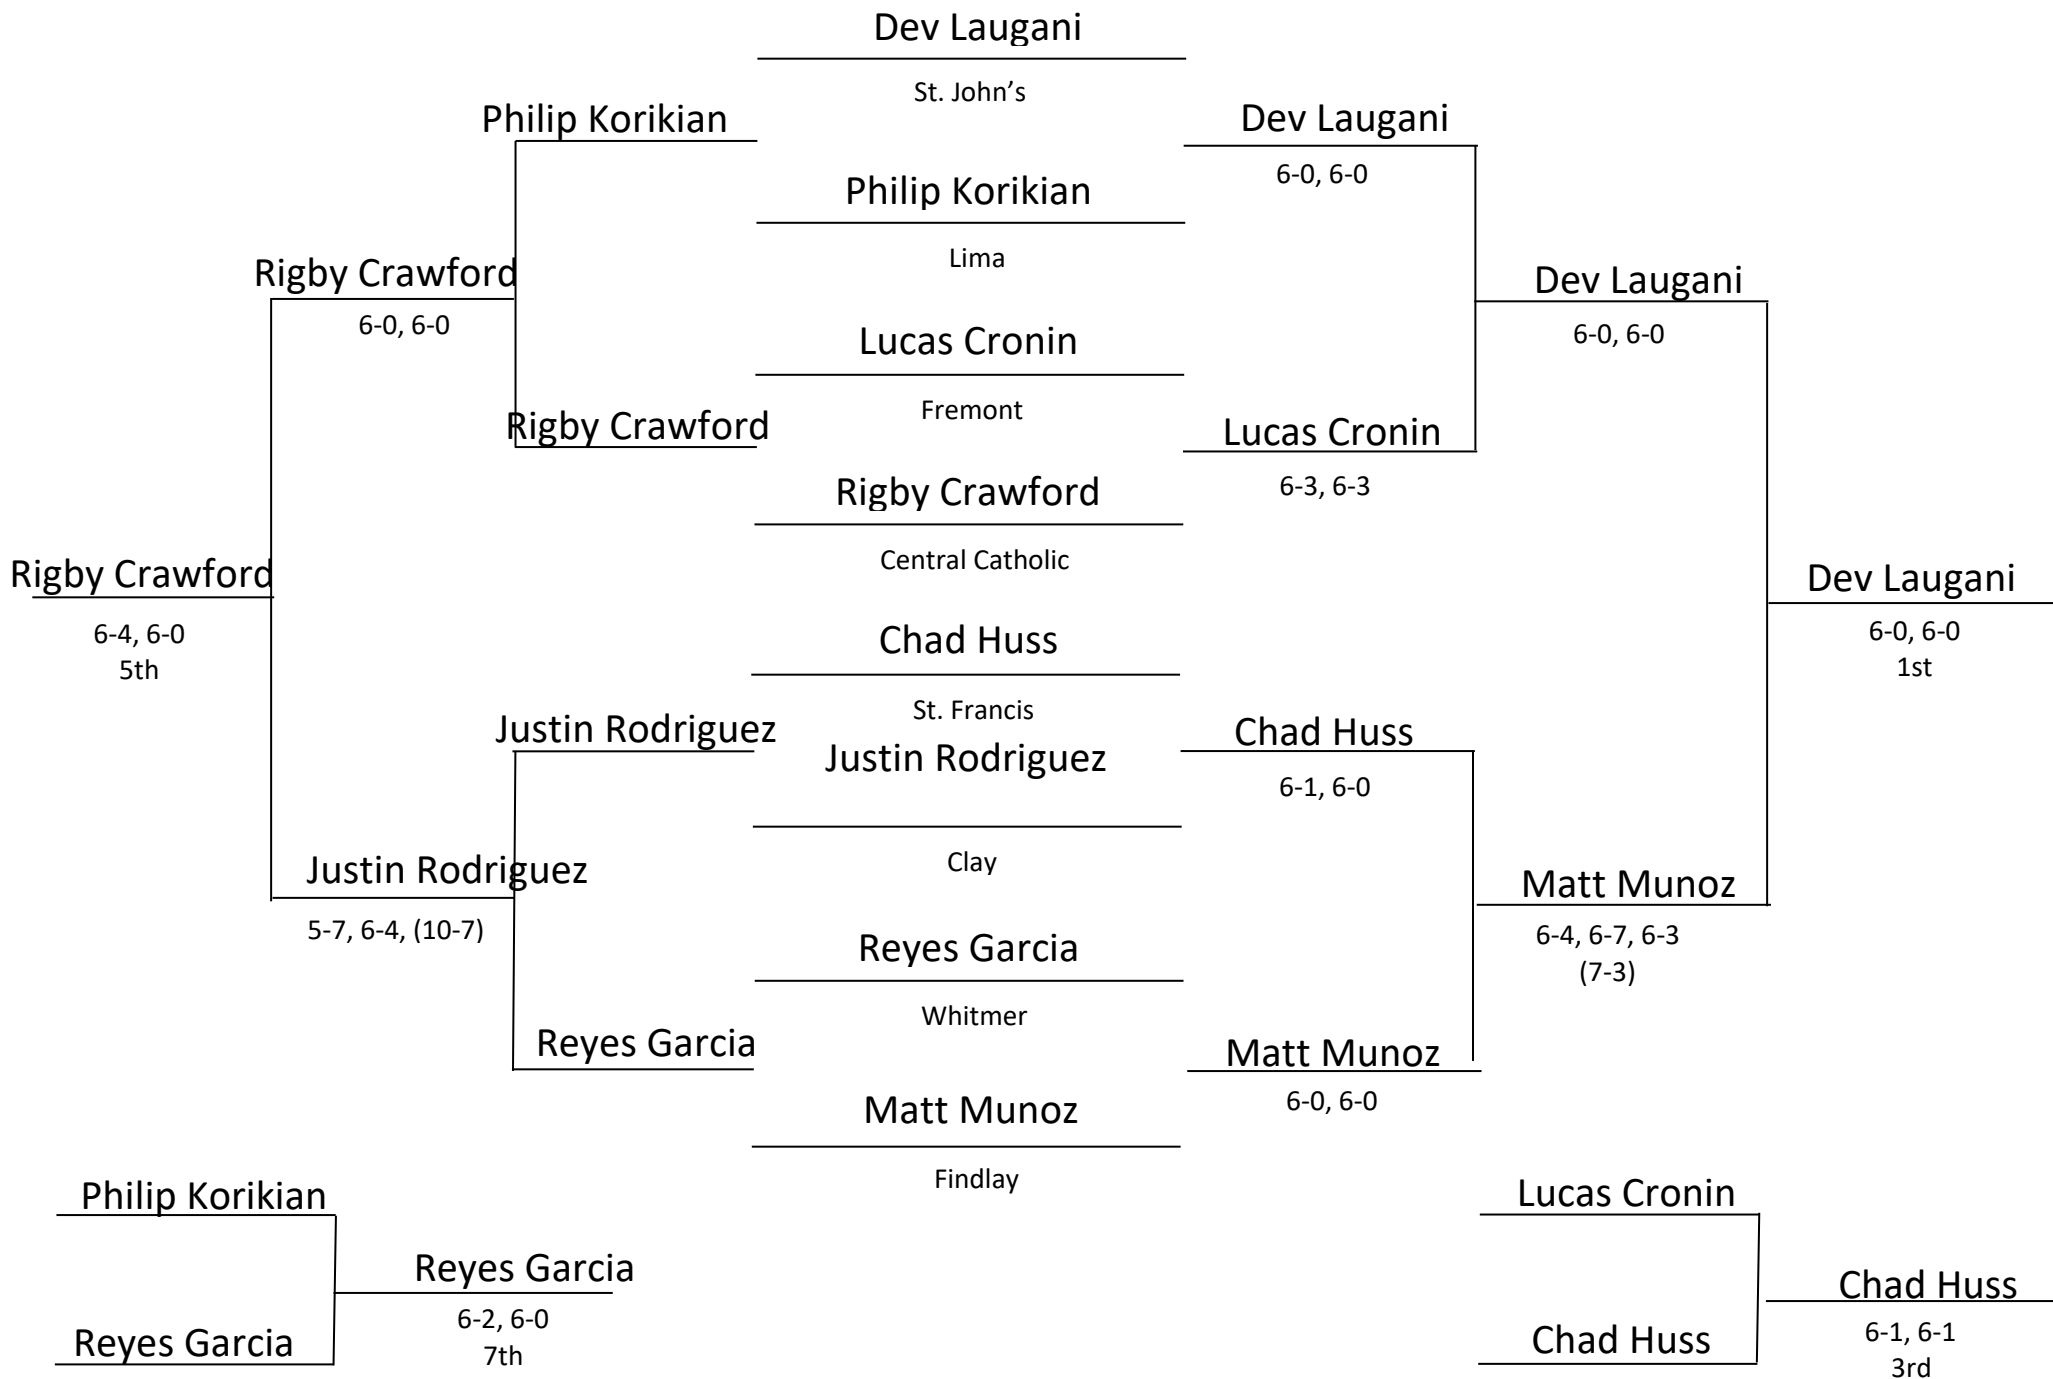 Dev Laugani
St. John’s
Philip Korikian
Dev Laugani
6-0, 6-0
Philip Korikian
Lima
Rigby Crawford
6-0, 6-0
Dev Laugani
6-0, 6-0
Lucas Cronin
Fremont
Rigby Crawford
Lucas Cronin
6-3, 6-3
Rigby Crawford
Central Catholic
Rigby Crawford
6-4, 6-0
5th
Dev Laugani
6-0, 6-0
1st
Chad Huss
St. Francis
Justin Rodriguez
Chad Huss
6-1, 6-0
Justin Rodriguez
Clay
Justin Rodriguez
5-7, 6-4, (10-7)
Matt Munoz
6-4, 6-7, 6-3
(7-3)
Reyes Garcia
Whitmer
Reyes Garcia
Matt Munoz
6-0, 6-0
Matt Munoz
Findlay
Philip Korikian
Reyes Garcia
6-2, 6-0
7th
Reyes Garcia
Lucas Cronin
Chad Huss
6-1, 6-1
3rd
Chad Huss